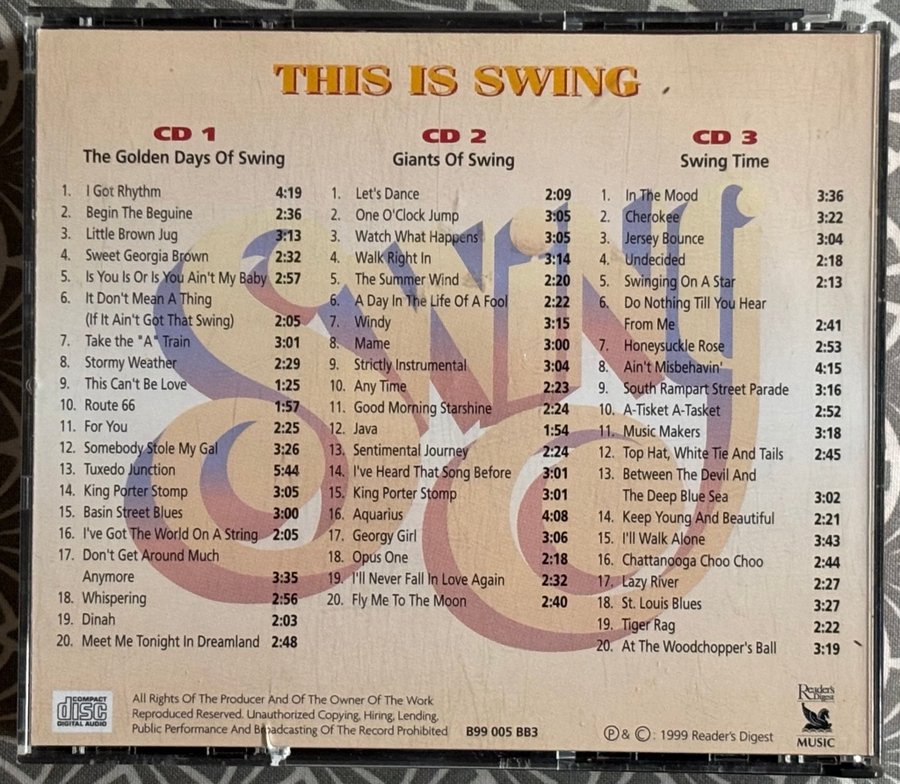 THIS IS SWING
CD 1
The Golden Days Of Swing
1. I Got Rhythm 4:19
2. Begin The Beguine 2:36
3. Little Brown Jug 3:13
4. Sweet Georgia Brown 2:32
5. Is You Is Or Is You Ain't My Baby 2:57
6. It Don't Mean A Thing
(If It Ain't Got That Swing) 2:05
7. Take the "A" Train 3:01
8. Stormy Weather 2:29
9. This Can't Be Love 1:25
10. Route 66 1:57
11. For You 2:25
12. Somebody Stole My Gal 3:26
13. Tuxedo Junction 5:44
14. King Porter Stomp 3:05
15. Basin Street Blues 3:00
16. I've Got The World On A String 2:05
17. Don't Get Around Much
Anymore 3:35
18. Whispering 2:56
19. Dinah 2:03
20. Meet Me Tonight In Dreamland 2:48
CD 2
Giants Of Swing
1. Let's Dance 2:09
2. One O'Clock Jump 3:05
3. Watch What Happens 3:05
4. Walk Right In 3:14
5. The Summer Wind 2:20
6. A Day In The Life Of A Fool 2:22
7. Windy 3:15
8. Mame 3:00
9. Strictly Instrumental 3:04
10. Any Time 2:23
11. Good Morning Starshine 2:24
12. Java 1:54
13. Sentimental Journey 2:24
14. I've Heard That Song Before 3:01
15. King Porter Stomp 3:01
16. Aquarius 4:08
17. Georgy Girl 3:06
18. Opus One 2:18
19. I'll Never Fall In Love Again 2:32
20. Fly Me To The Moon 2:40
CD 3
Swing Time
1. In The Mood 3:36
2. Cherokee 3:22
3. Jersey Bounce 3:04
4. Undecided 2:18
5. Swinging On A Star 2:13
6. Do Nothing Till You Hear
From Me 2:41
7. Honeysuckle Rose 2:53
8. Ain't Misbehavin' 4:15
9. South Rampart Street Parade 3:16
10. A-Tisket A-Tasket 2:52
11. Music Makers 3:18
12. Top Hat, White Tie And Tails 2:45
13. Between The Devil And
The Deep Blue Sea 3:02
14. Keep Young And Beautiful 2:21
15. I'll Walk Alone 3:43
16. Chattanooga Choo Choo 2:44
17. Lazy River 2:27
18. St. Louis Blues 3:27
19. Tiger Rag 2:22
20. At The Woodchopper's Ball 3:19
Swing
COMPACT
disc
DIGITAL AUDIO
All Rights Of The Producer And Of The Owner Of The Work
Reproduced Reserved. Unauthorized Copying, Hiring, Lending,
Public Performance And Broadcasting Of The Record Prohibited B99 005 BB3
℗ & ©: 1999 Reader's Digest
Reader's
Digest
MUSIC